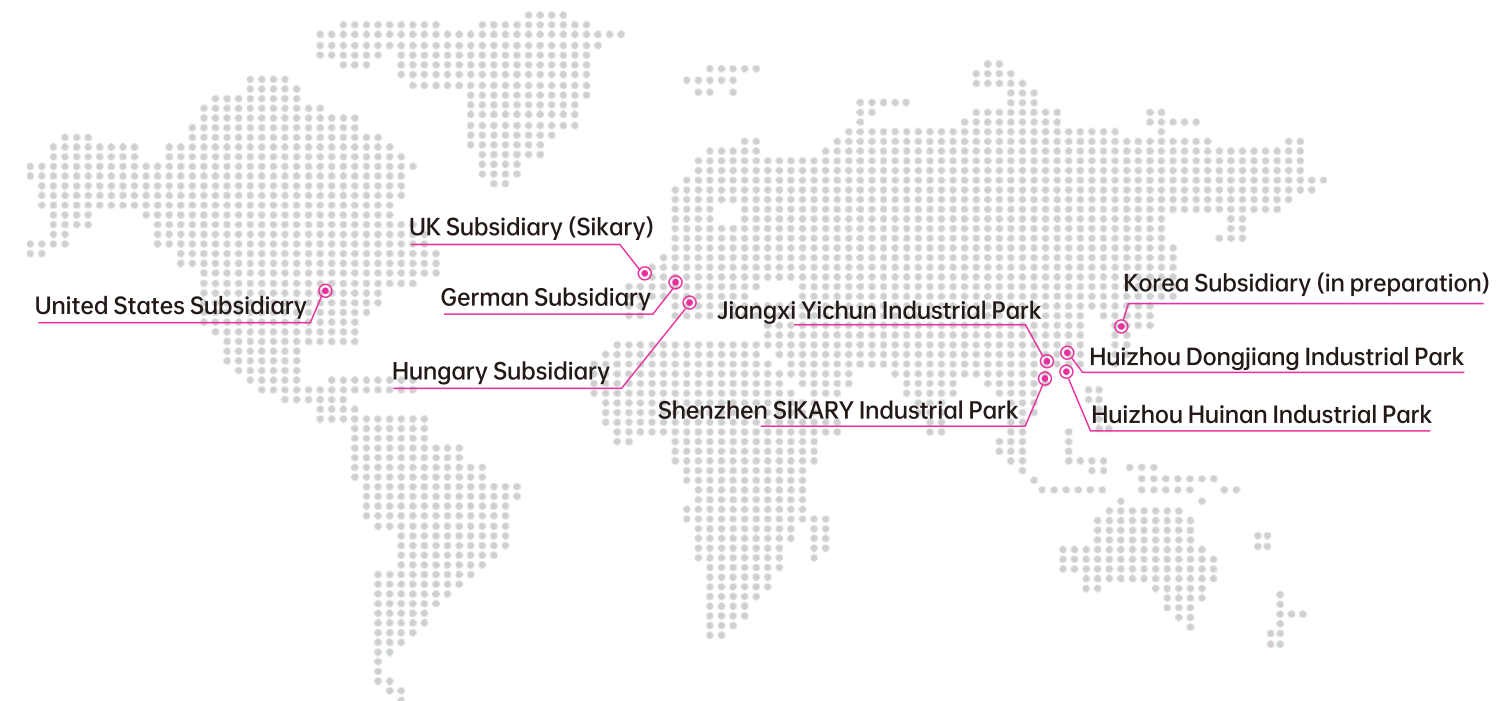 UK Subsidiary (Sikary)
United States Subsidiary
German Subsidiary
Hungary Subsidiary
Korea Subsidiary (in preparation)
Jiangxi Yichun Industrial Park
Huizhou Dongjiang Industrial Park
Shenzhen SIKARY Industrial Park
Huizhou Huinan Industrial Park